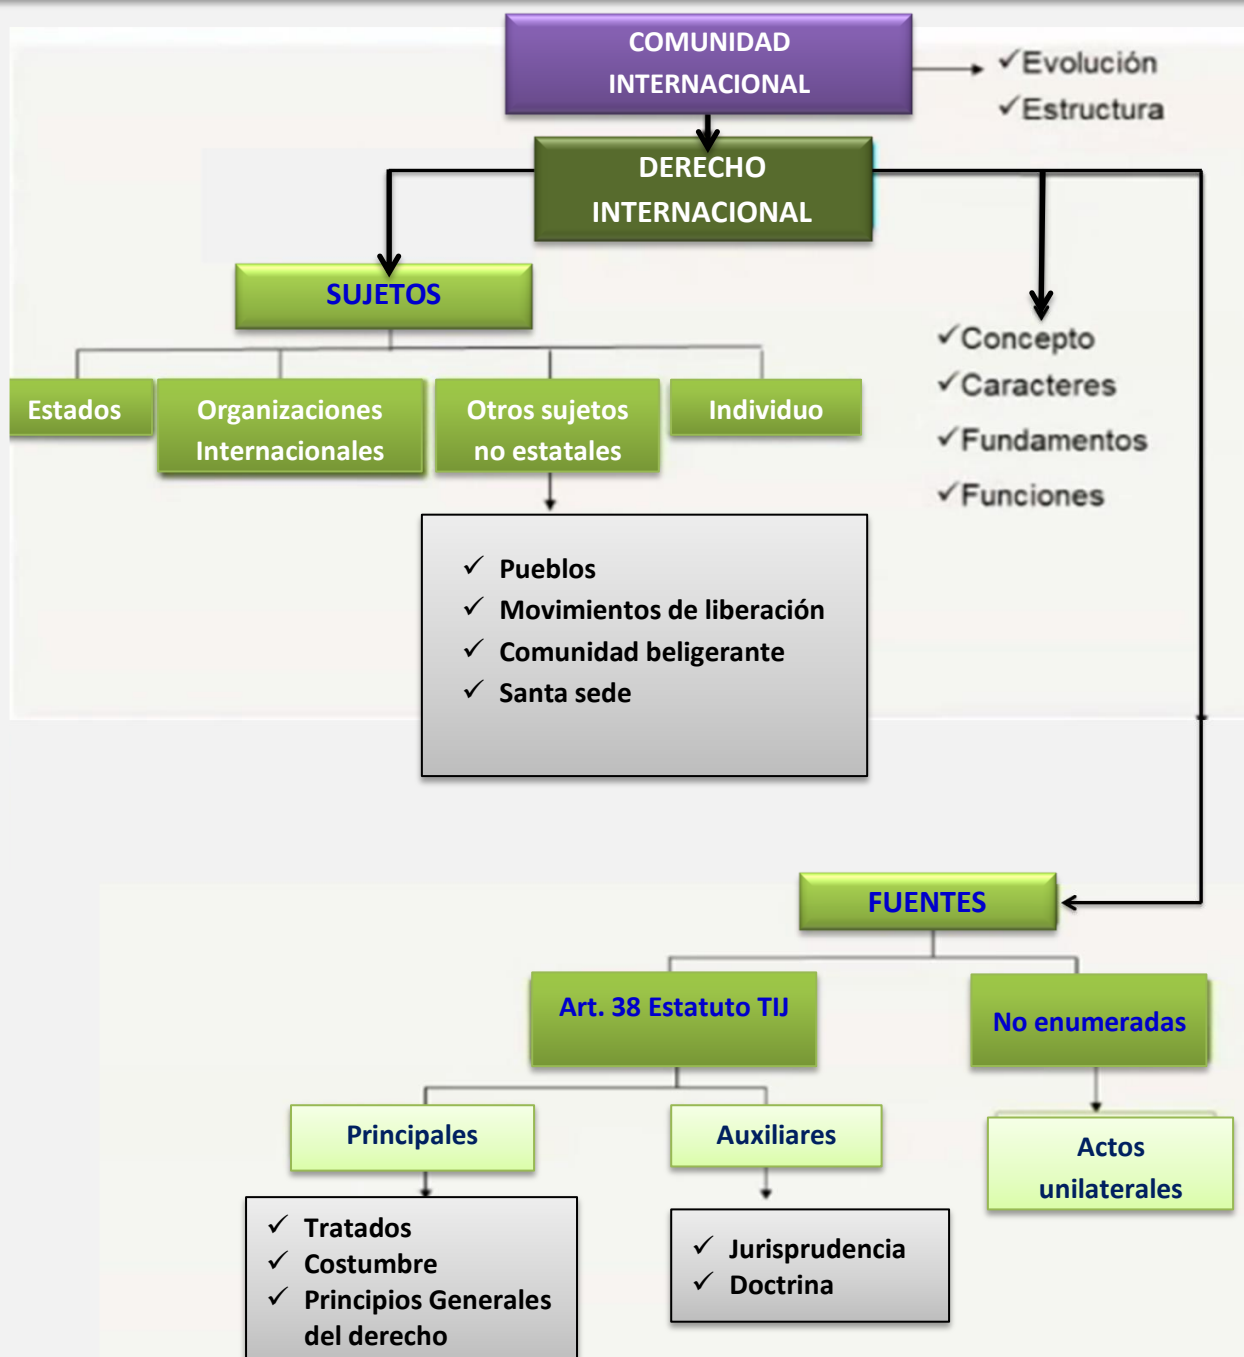 COMUNIDAD
INTERNACIONAL
✓Evolución
✓Estructura
DERECHO
INTERNACIONAL
SUJETOS
Estados
Organizaciones
Internacionales
Otros sujetos
no estatales
Individuo
✓Concepto
✓Caracteres
✓Fundamentos
✓Funciones
✓ Pueblos
✓ Movimientos de liberación
✓ Comunidad beligerante
✓ Santa sede
FUENTES
Art. 38 Estatuto TIJ
No enumeradas
Principales
Auxiliares
Actos
unilaterales
✓ Tratados
✓ Costumbre
✓ Principios Generales
del derecho
✓ Jurisprudencia
✓ Doctrina